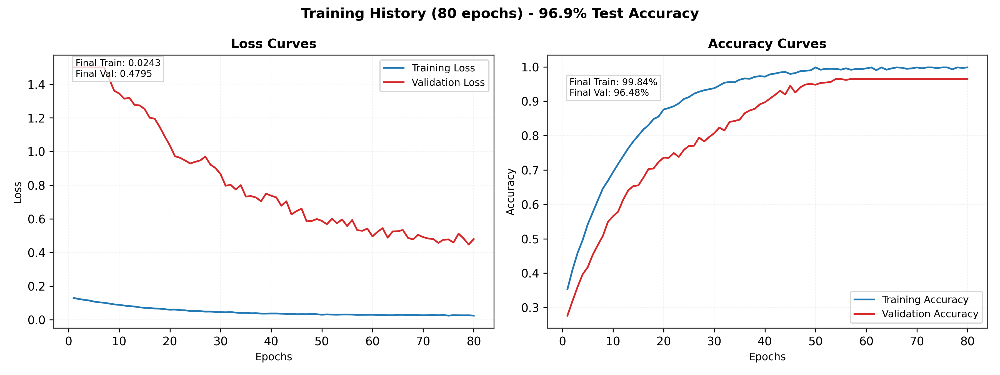 Training History (80 epochs) - 96.9% Test Accuracy
Loss Curves
Final Train: 0.0243
Final Val: 0.4795
Training Loss
Validation Loss
1.4
1.2
1.0
0.8
0.6
0.4
0.2
0.0
Loss
0 10 20 30 40 50 60 70 80
Epochs
Accuracy Curves
Final Train: 99.84%
Final Val: 96.48%
1.0
0.9
0.8
0.7
0.6
0.5
0.4
0.3
Accuracy
Training Accuracy
Validation Accuracy
0 10 20 30 40 50 60 70 80
Epochs